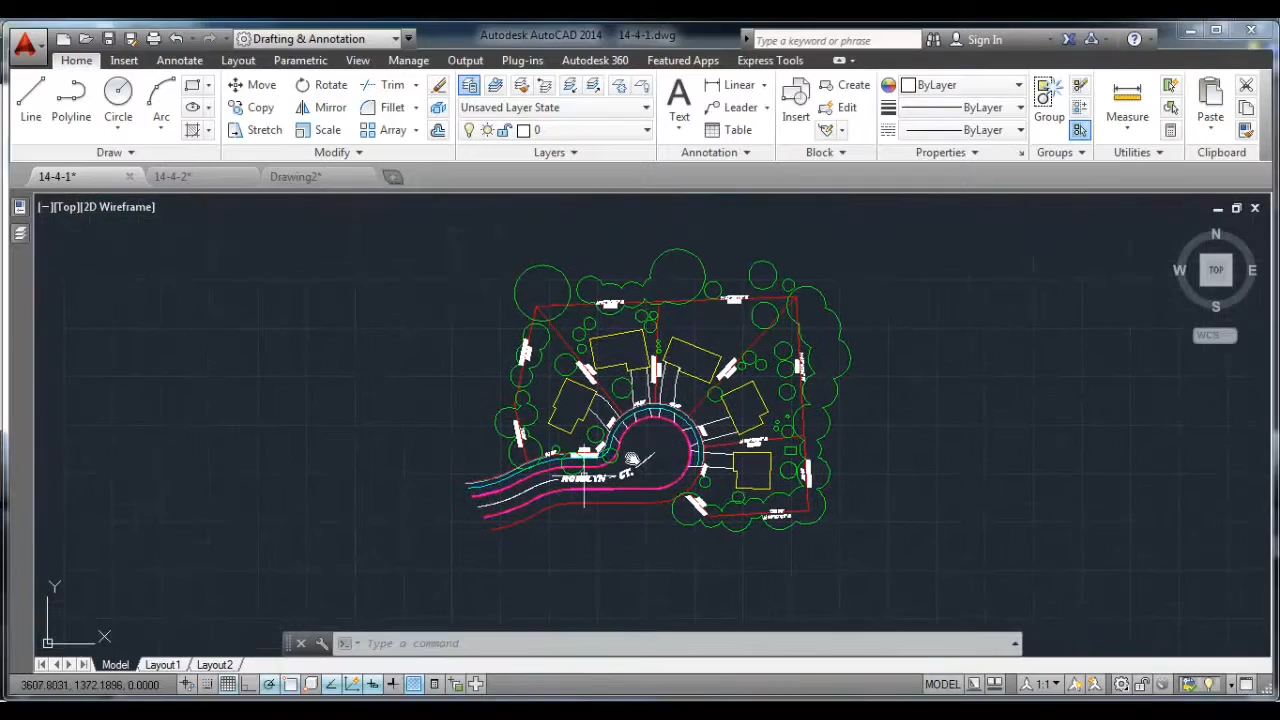 Autodesk AutoCAD 2014 14-4-1.dwg
Type a keyword or phrase
Sign In
Drafting & Annotation
Home Insert Annotate Layout Parametric View Manage Output Plug-ins Autodesk 360 Featured Apps Express Tools
Line Polyline Circle Arc
Move Rotate Trim
Copy Mirror Fillet
Stretch Scale Array
Unsaved Layer State
0
Text
Linear
Leader
Table
Insert
Create
Edit
ByLayer
ByLayer
ByLayer
Group
Measure
Paste
Draw Modify Layers Annotation Block Properties Groups Utilities Clipboard
14-4-1* 14-4-2* Drawing2*
[−][Top][2D Wireframe]
N
W TOP E
S
WCS
ROSLYN CT.
Y
X
Type a command
Model Layout1 Layout2
3607.8031, 1372.1896, 0.0000
MODEL 1:1